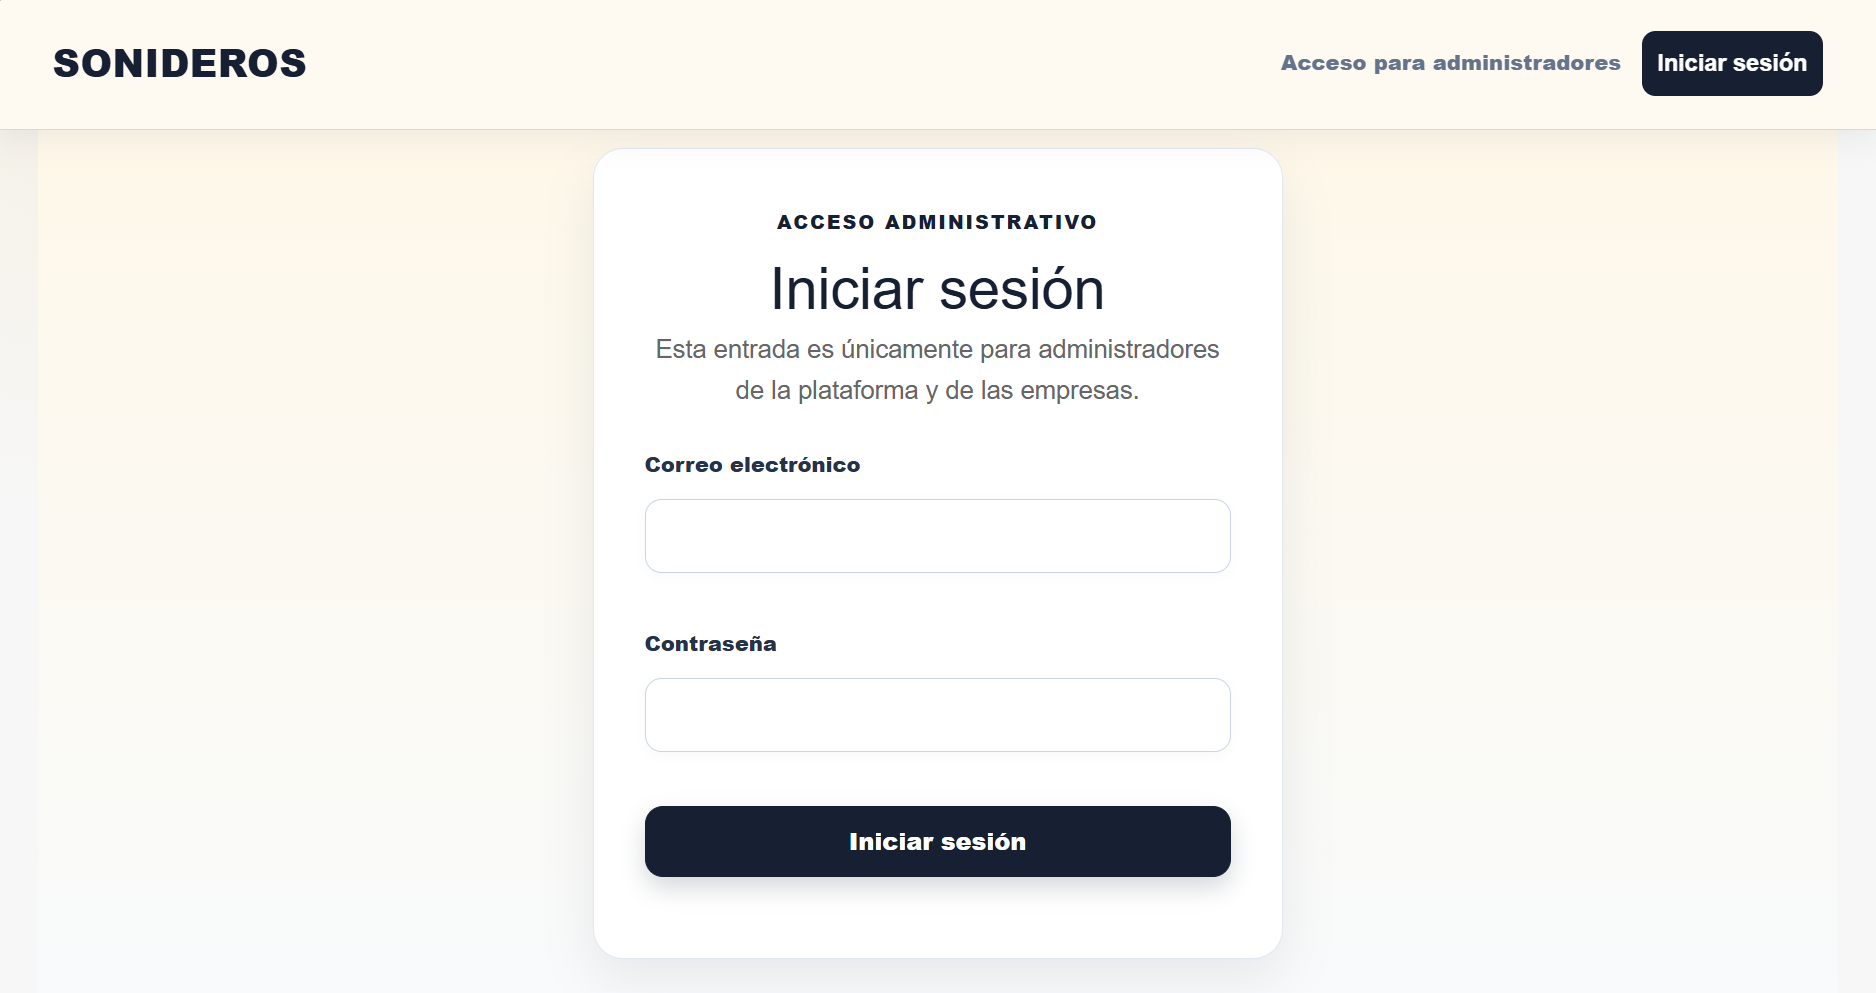 SONIDEROS
Acceso para administradores
Iniciar sesión
ACCESO ADMINISTRATIVO
Iniciar sesión
Esta entrada es únicamente para administradores
de la plataforma y de las empresas.
Correo electrónico
Contraseña
Iniciar sesión